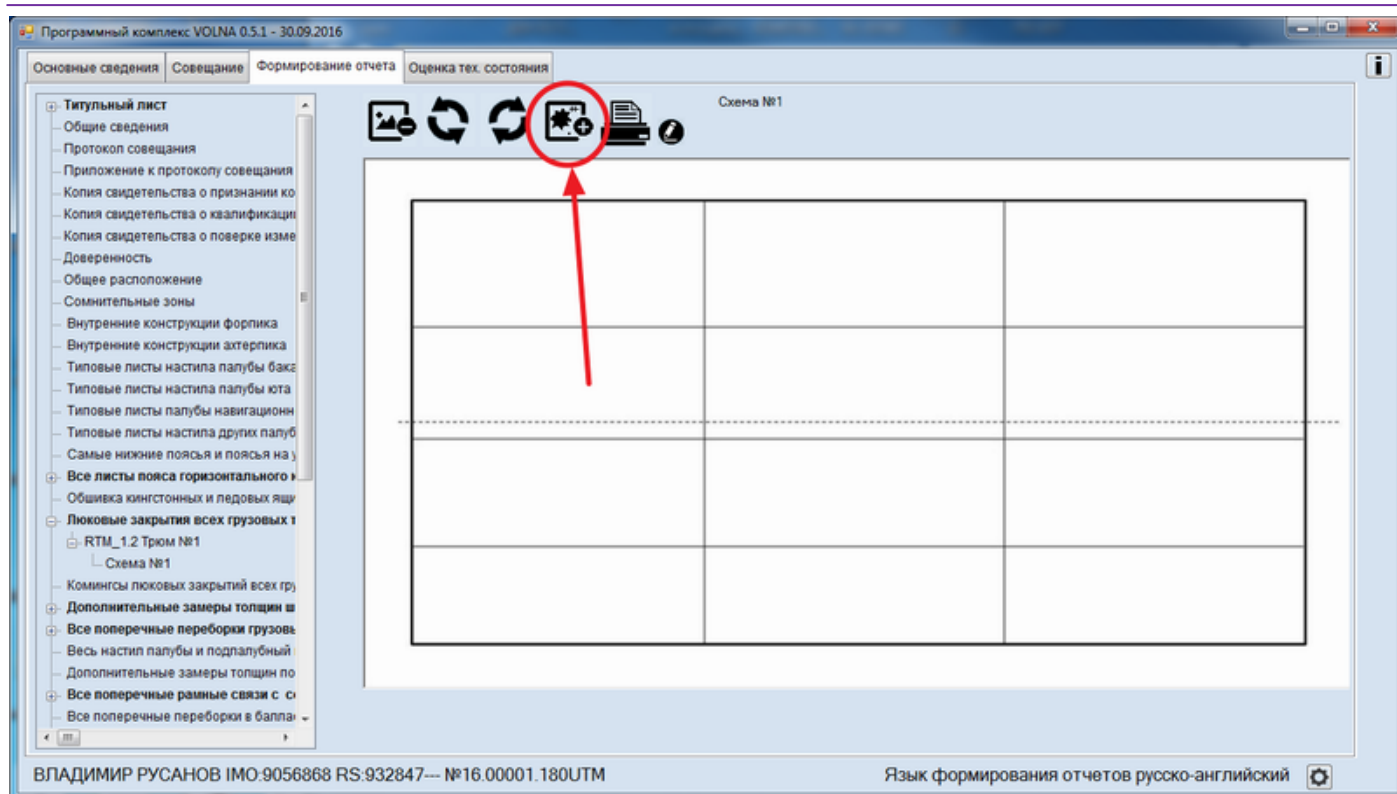 Программный комплекс VOLNA 0.5.1 - 30.09.2016
Основные сведения Совещание Формирование отчета Оценка тех. состояния
Схема №1
Титульный лист
Общие сведения
Протокол совещания
Приложение к протоколу совещания
Копия свидетельства о признании ко
Копия свидетельства о квалификации
Копия свидетельства о поверке изме
Доверенность
Общее расположение
Сомнительные зоны
Внутренние конструкции форпика
Внутренние конструкции ахтерпика
Типовые листы настила палубы бака
Типовые листы настила палубы юта
Типовые листы палубы навигационн
Типовые листы настила других палуб
Самые нижние поясья и поясья на у
Все листы пояса горизонтального к
Обшивка кингстонных и ледовых ящи
Люковые закрытия всех грузовых т
RTM_1.2 Трюм №1
Схема №1
Комингсы люковых закрытий всех гру
Дополнительные замеры толщин ш
Все поперечные переборки грузовы
Весь настил палубы и подпалубный
Дополнительные замеры толщин по
Все поперечные рамные связи с се
Все поперечные переборки в балла
ВЛАДИМИР РУСАНОВ IMO:9056868 RS:932847--- №16.00001.180UTM
Язык формирования отчетов русско-английский